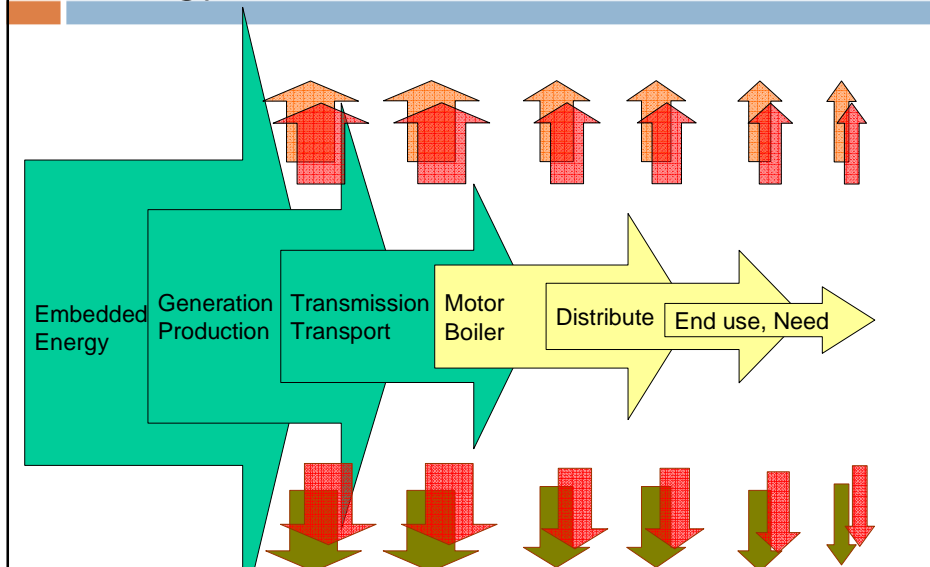 Embedded
Energy
Generation
Production
Transmission
Transport
Motor
Boiler
Distribute
End use, Need